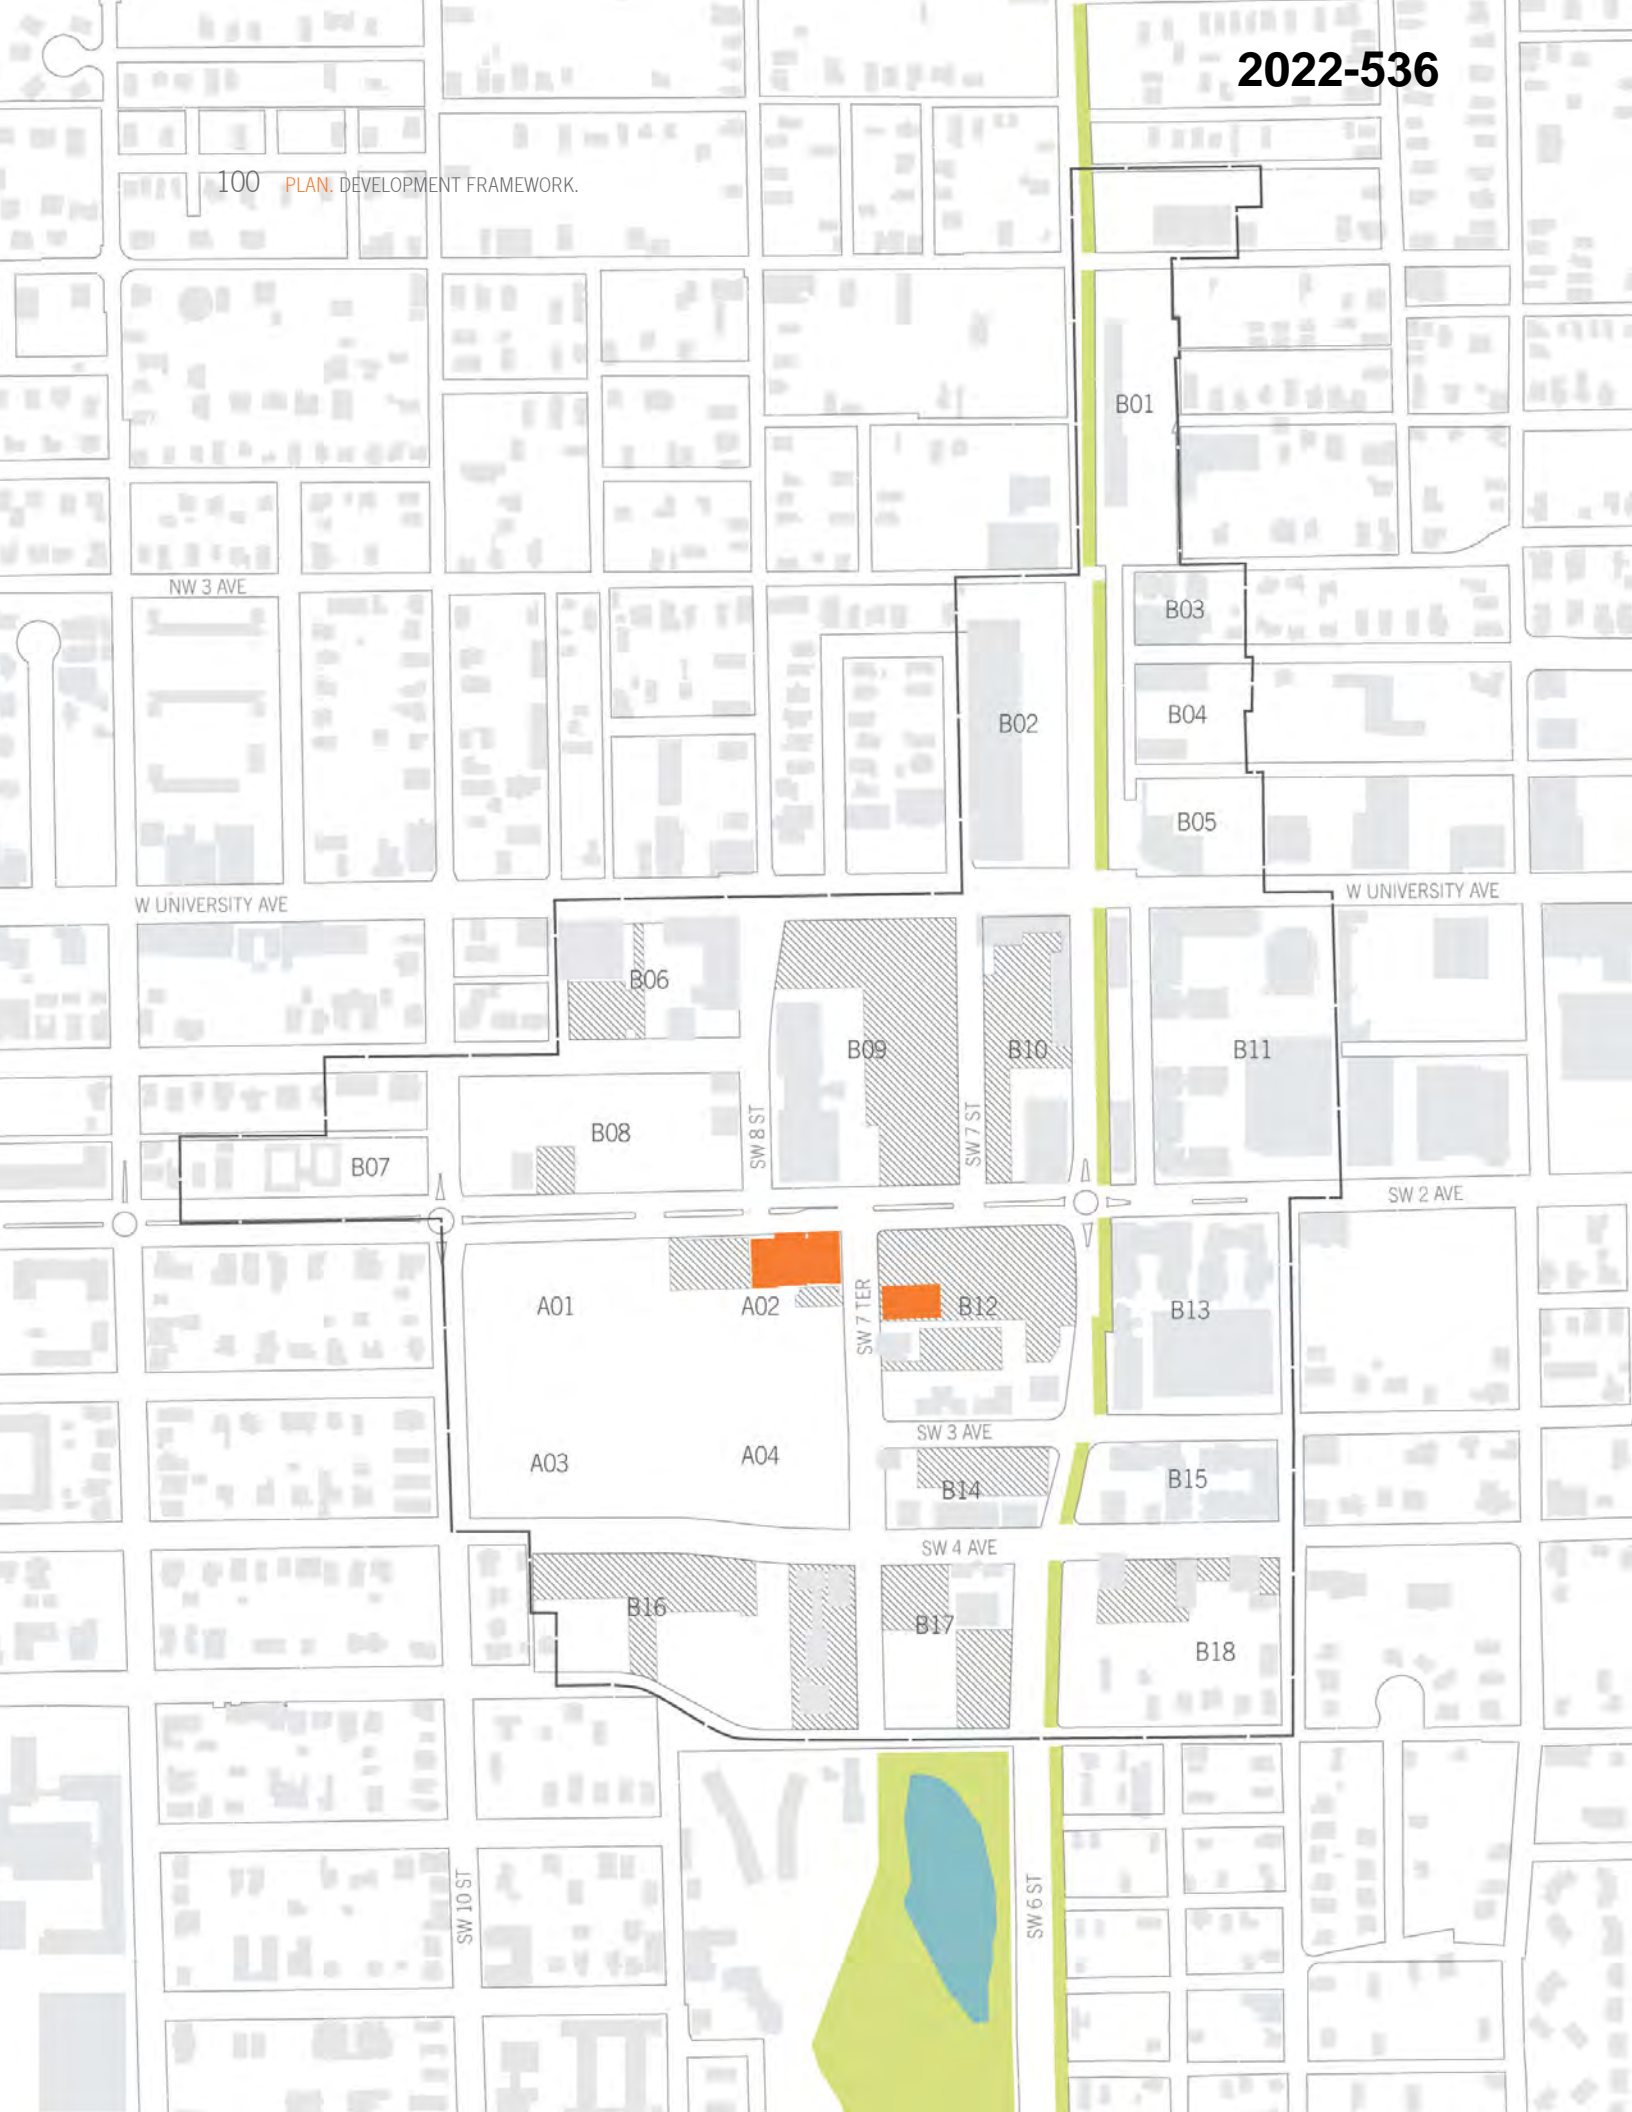 2022-536
100 PLAN. DEVELOPMENT FRAMEWORK.
B01
NW 3 AVE
B03
B02
B04
B05
W UNIVERSITY AVE
W UNIVERSITY AVE
B06
B09
B10
B11
B08
SW 8 ST
SW 7 ST
B07
SW 2 AVE
A01
A02
SW 7 TER
B12
B13
SW 3 AVE
A03
A04
B14
B15
SW 4 AVE
B16
B17
B18
SW 10 ST
SW 6 ST